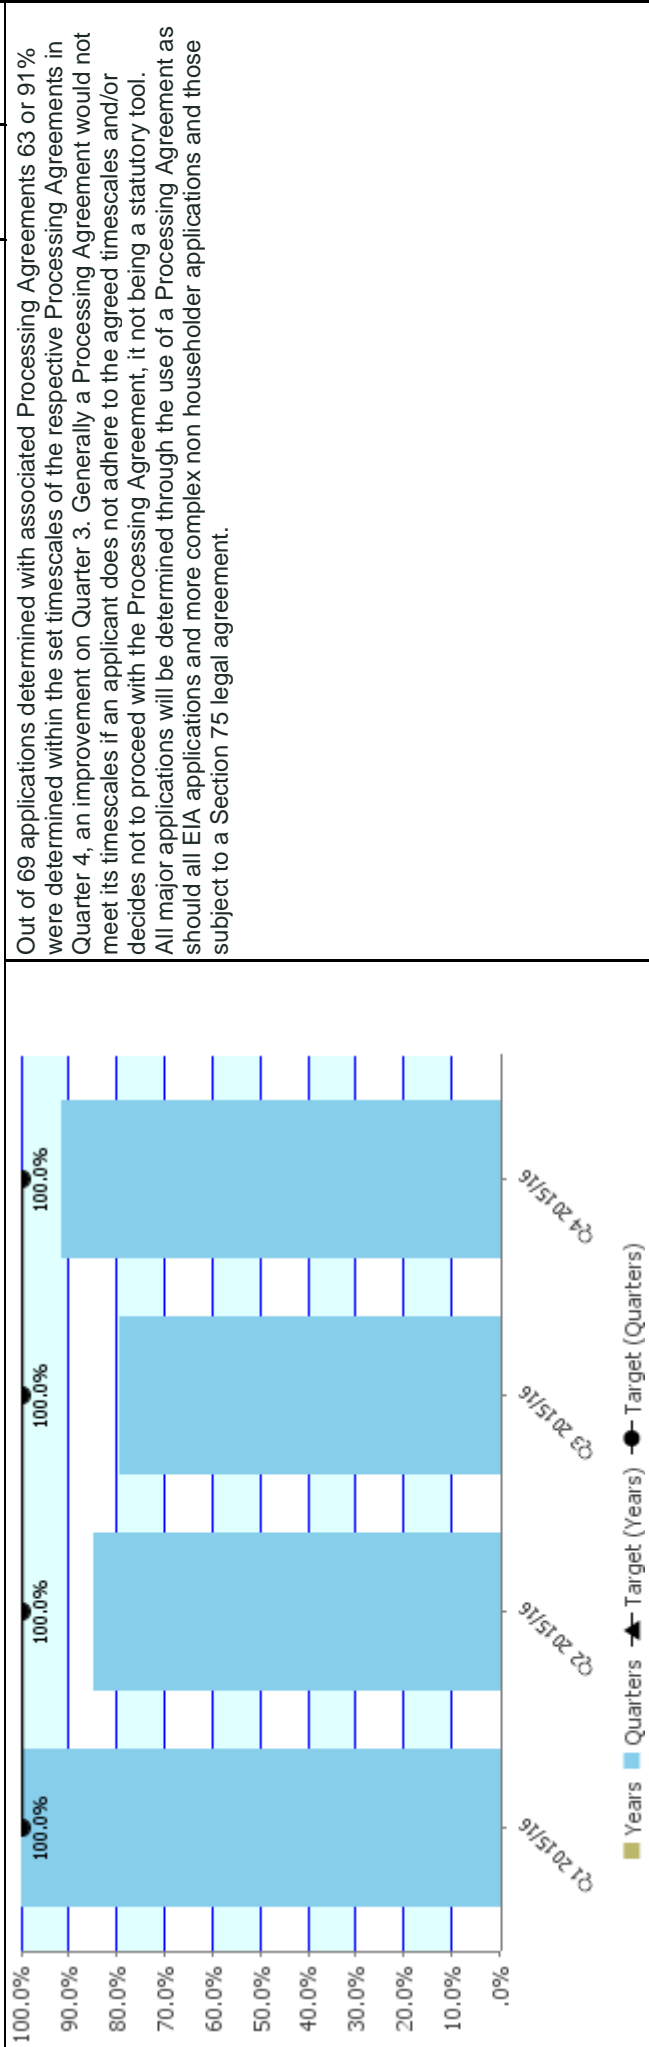 100.0%
90.0%
80.0%
70.0%
60.0%
50.0%
40.0%
30.0%
20.0%
10.0%
.0%
100.0%
100.0%
100.0%
100.0%
Q1 2015/16
Q2 2015/16
Q3 2015/16
Q4 2015/16
Years Quarters Target (Years) Target (Quarters)
Out of 69 applications determined with associated Processing Agreements 63 or 91%
were determined within the set timescales of the respective Processing Agreements in
Quarter 4, an improvement on Quarter 3. Generally a Processing Agreement would not
meet its timescales if an applicant does not adhere to the agreed timescales and/or
decides not to proceed with the Processing Agreement, it not being a statutory tool.
All major applications will be determined through the use of a Processing Agreement as
should all EIA applications and more complex non householder applications and those
subject to a Section 75 legal agreement.